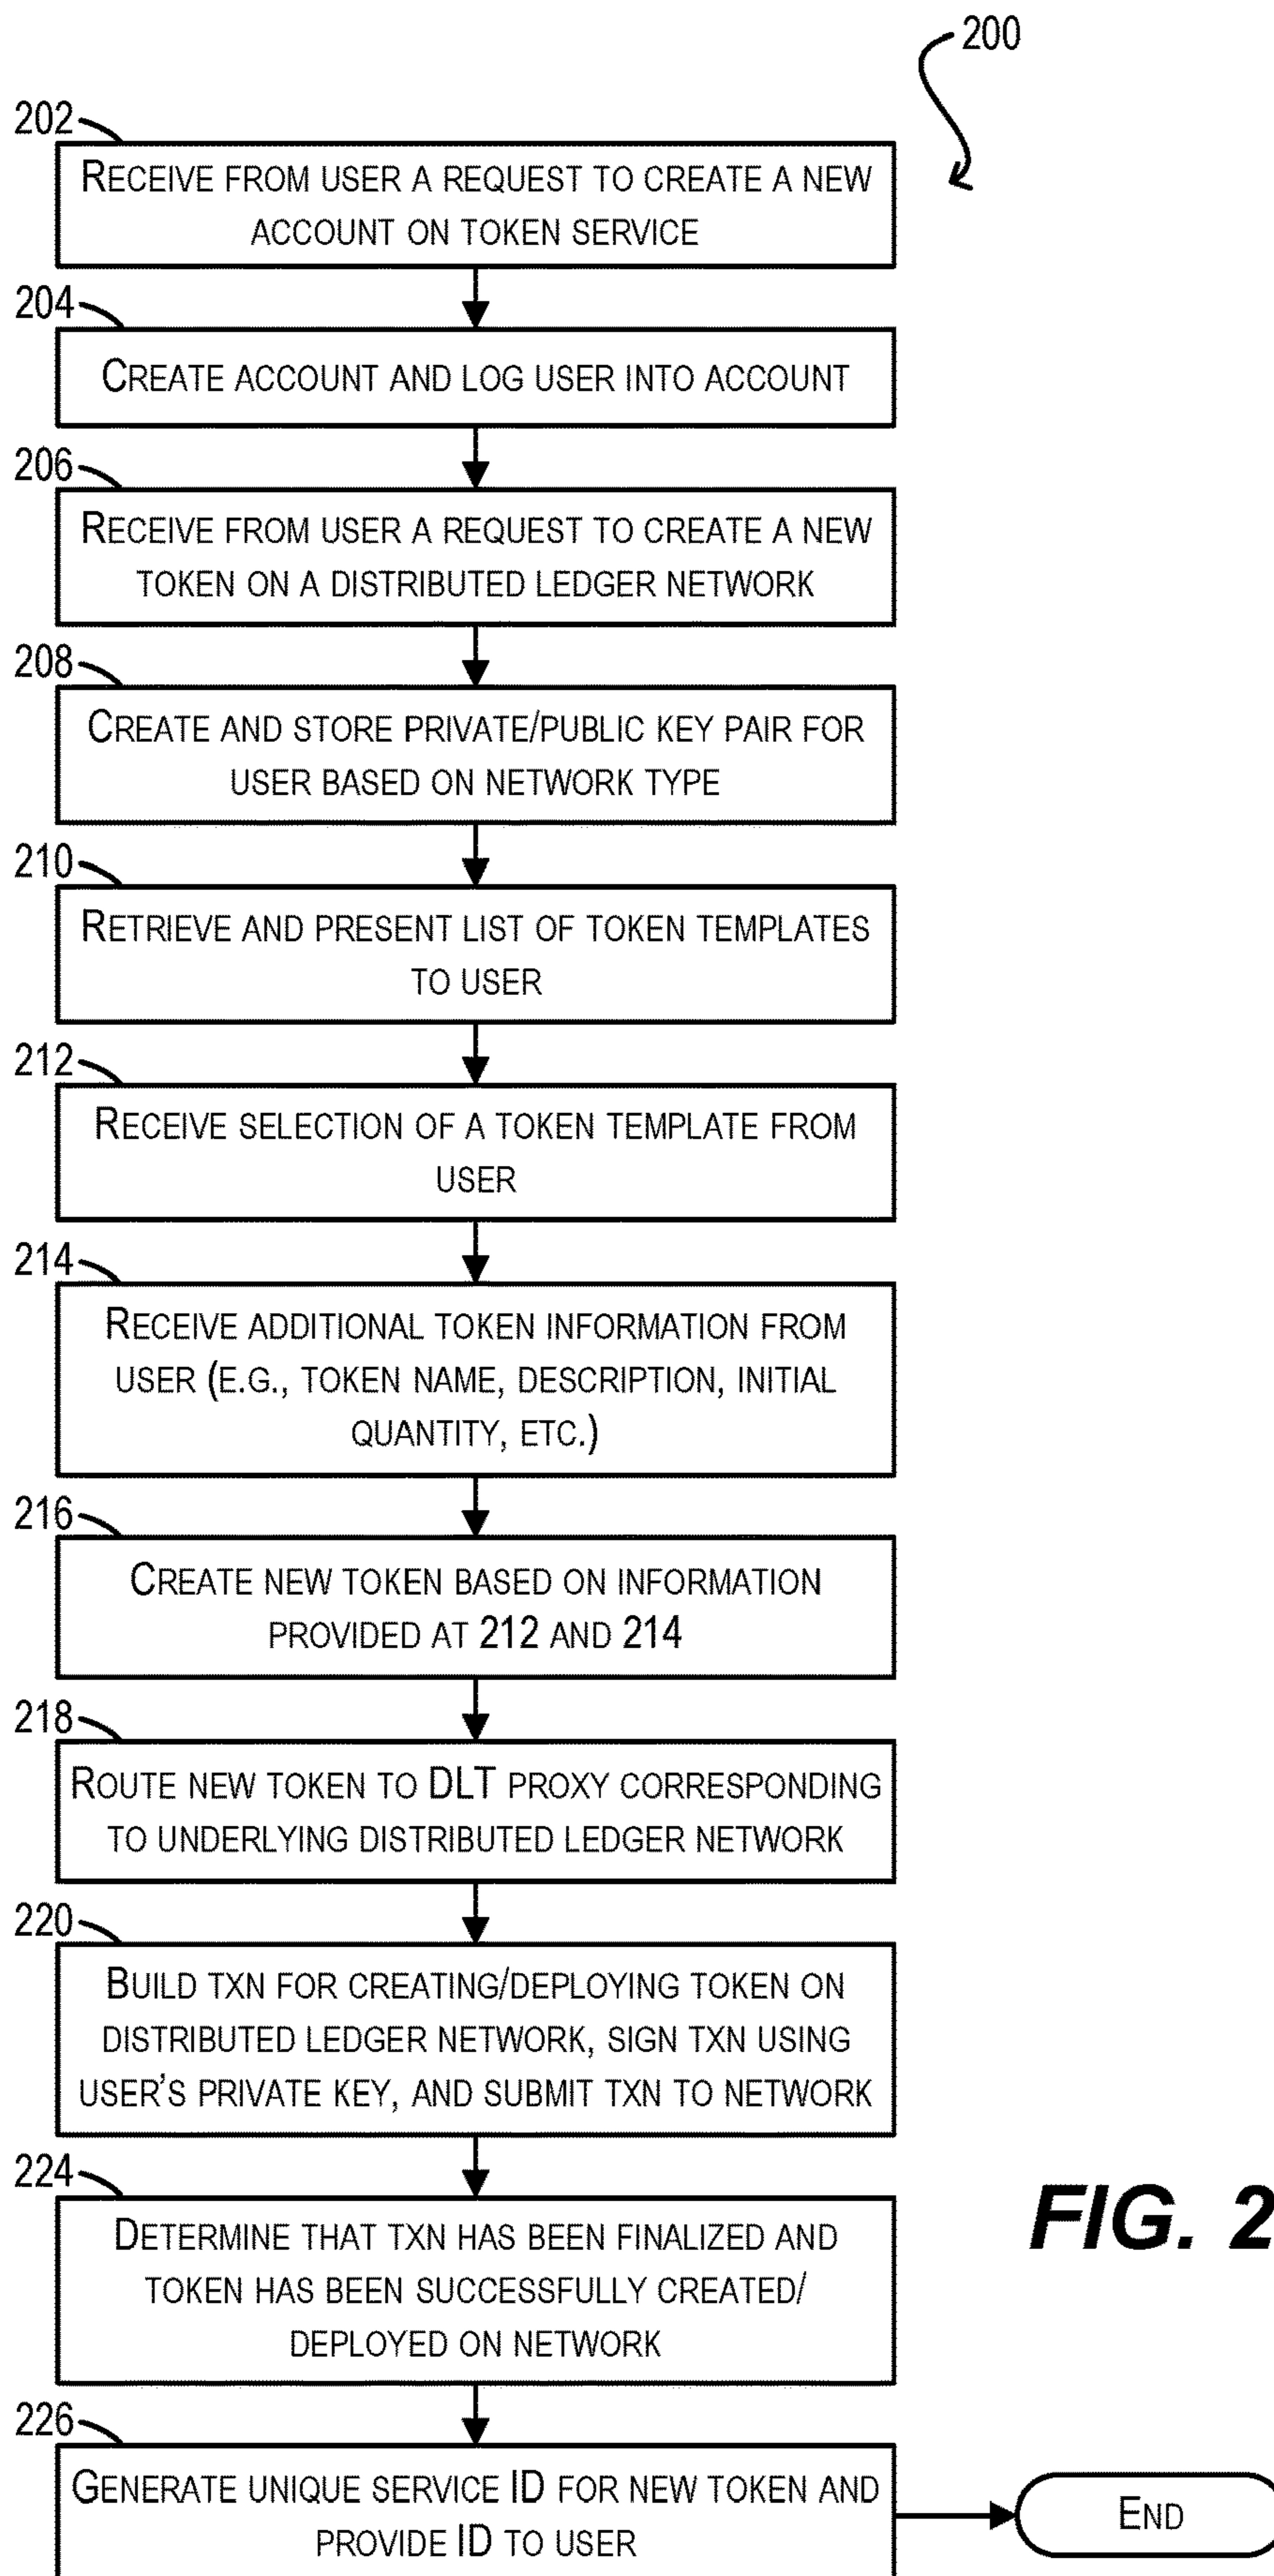 200
202
RECEIVE FROM USER A REQUEST TO CREATE A NEW
ACCOUNT ON TOKEN SERVICE
204
CREATE ACCOUNT AND LOG USER INTO ACCOUNT
206
RECEIVE FROM USER A REQUEST TO CREATE A NEW
TOKEN ON A DISTRIBUTED LEDGER NETWORK
208
CREATE AND STORE PRIVATE/PUBLIC KEY PAIR FOR
USER BASED ON NETWORK TYPE
210
RETRIEVE AND PRESENT LIST OF TOKEN TEMPLATES
TO USER
212
RECEIVE SELECTION OF A TOKEN TEMPLATE FROM
USER
214
RECEIVE ADDITIONAL TOKEN INFORMATION FROM
USER (E.G., TOKEN NAME, DESCRIPTION, INITIAL
QUANTITY, ETC.)
216
CREATE NEW TOKEN BASED ON INFORMATION
PROVIDED AT 212 AND 214
218
ROUTE NEW TOKEN TO DLT PROXY CORRESPONDING
TO UNDERLYING DISTRIBUTED LEDGER NETWORK
220
BUILD TXN FOR CREATING/DEPLOYING TOKEN ON
DISTRIBUTED LEDGER NETWORK, SIGN TXN USING
USER'S PRIVATE KEY, AND SUBMIT TXN TO NETWORK
224
DETERMINE THAT TXN HAS BEEN FINALIZED AND
TOKEN HAS BEEN SUCCESSFULLY CREATED/
DEPLOYED ON NETWORK
FIG. 2
226
GENERATE UNIQUE SERVICE ID FOR NEW TOKEN AND
PROVIDE ID TO USER
END